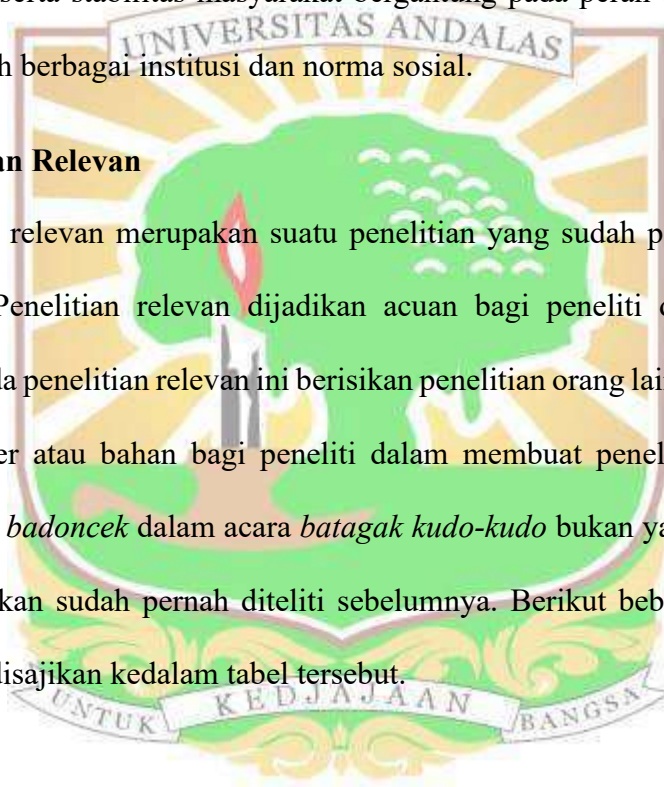 serta stabilitas masyarakat bergantung pada peran
UNIVERSITAS ANDALAS
h berbagai institusi dan norma sosial.
an Relevan
relevan merupakan suatu penelitian yang sudah p
Penelitian relevan dijadikan acuan bagi peneliti
da penelitian relevan ini berisikan penelitian orang lain
er atau bahan bagi peneliti dalam membuat penel
badoncek dalam acara batagak kudo-kudo bukan ya
kan sudah pernah diteliti sebelumnya. Berikut beb
disajikan kedalam tabel tersebut.
UNTUK KEDJAJAAN BANGSA